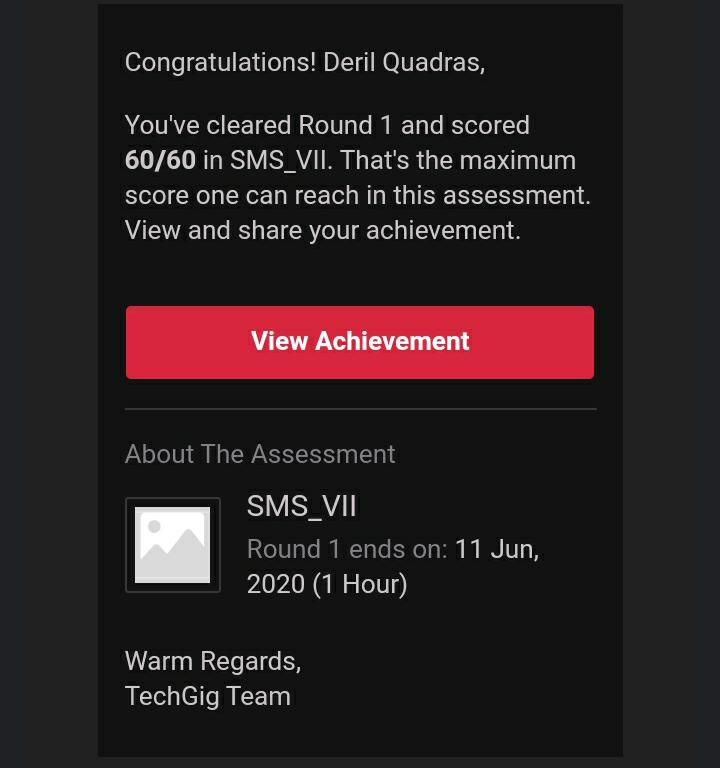 Congratulations! Deril Quadras,
You've cleared Round 1 and scored
60/60 in SMS_VII. That's the maximum
score one can reach in this assessment.
View and share your achievement.
View Achievement
About The Assessment
SMS_VII
Round 1 ends on: 11 Jun,
2020 (1 Hour)
Warm Regards,
TechGig Team